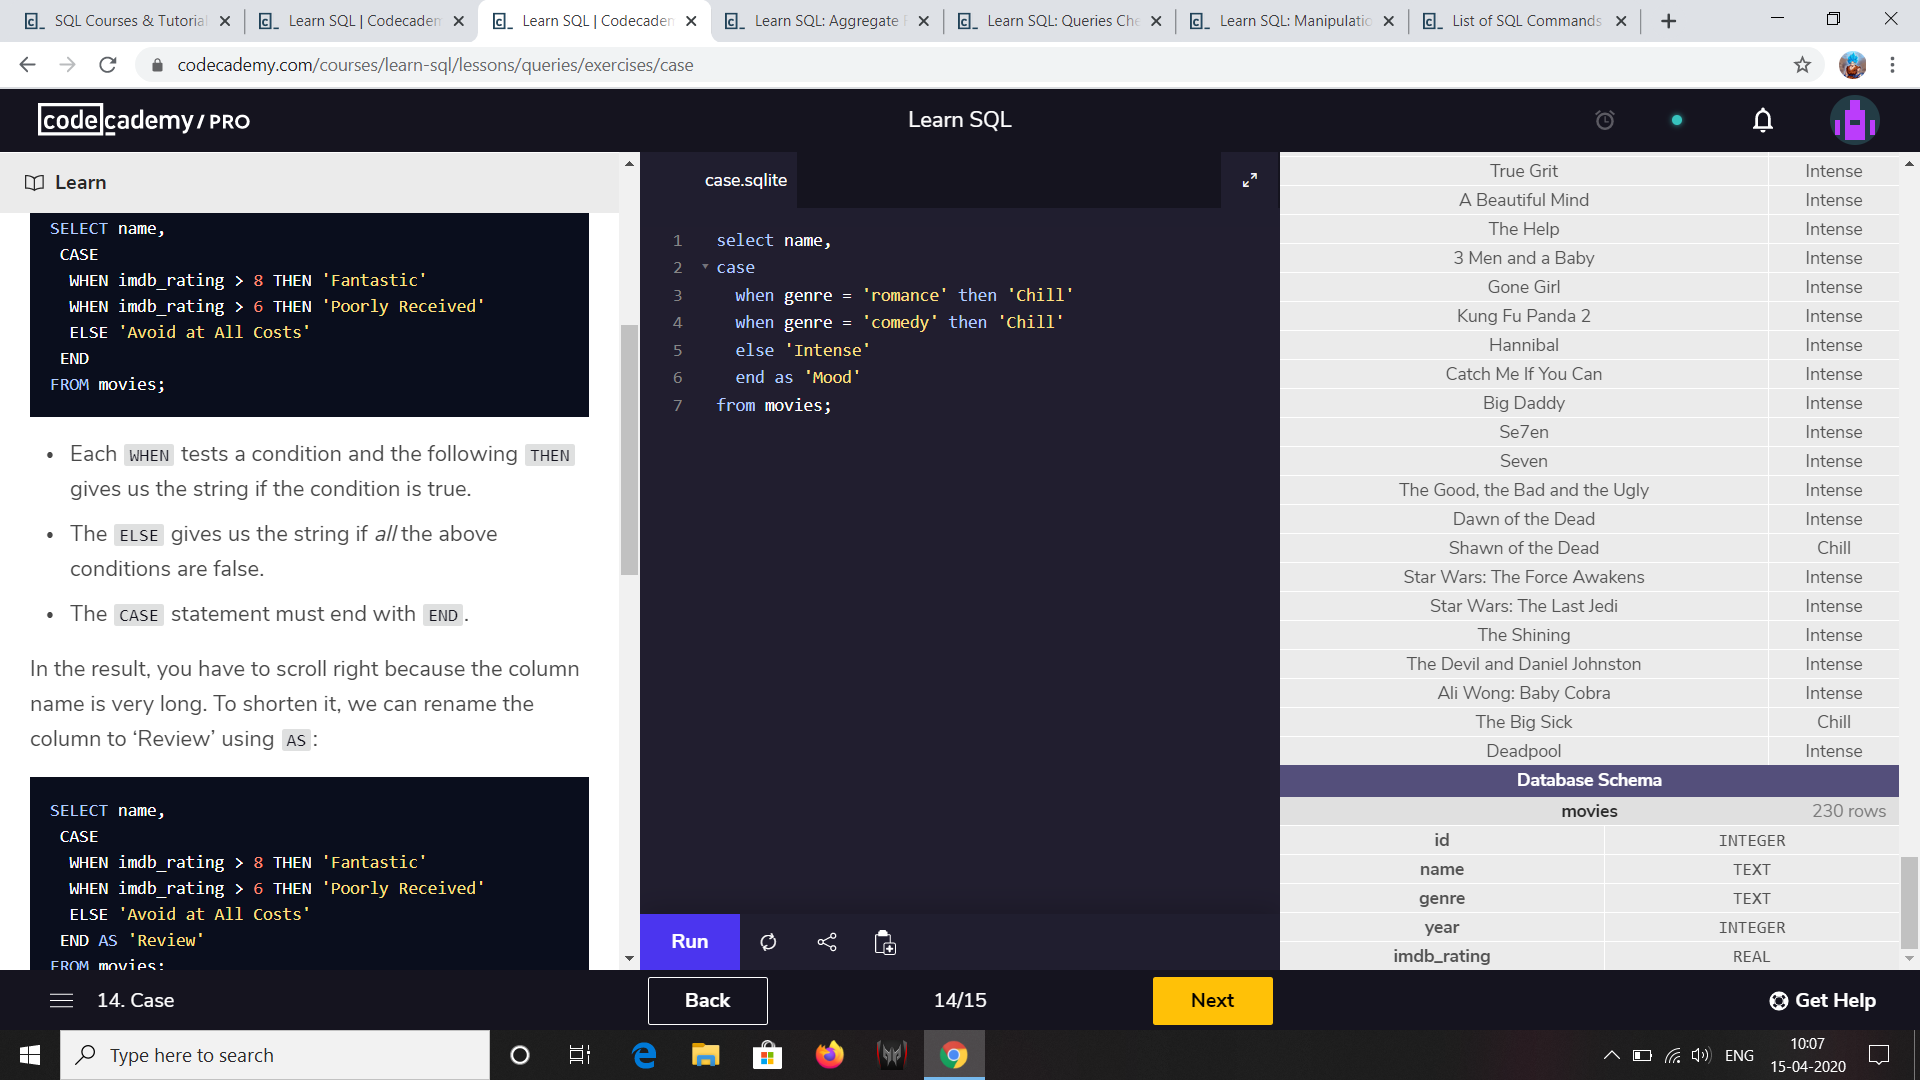 SQL Courses & Tutorial
Learn SQL | Codecadem
Learn SQL | Codecadem
Learn SQL: Aggregate F
Learn SQL: Queries Che
Learn SQL: Manipulatio
List of SQL Commands
codecademy.com/courses/learn-sql/lessons/queries/exercises/case
codecademy / PRO
Learn SQL
Learn
SELECT name,
CASE
WHEN imdb_rating > 8 THEN 'Fantastic'
WHEN imdb_rating > 6 THEN 'Poorly Received'
ELSE 'Avoid at All Costs'
END
FROM movies;
• Each WHEN tests a condition and the following THEN
gives us the string if the condition is true.
• The ELSE gives us the string if all the above
conditions are false.
• The CASE statement must end with END.
In the result, you have to scroll right because the column
name is very long. To shorten it, we can rename the
column to ‘Review’ using AS:
SELECT name,
CASE
WHEN imdb_rating > 8 THEN 'Fantastic'
WHEN imdb_rating > 6 THEN 'Poorly Received'
ELSE 'Avoid at All Costs'
END AS 'Review'
FROM movies;
case.sqlite
1 select name,
2 case
3 when genre = 'romance' then 'Chill'
4 when genre = 'comedy' then 'Chill'
5 else 'Intense'
6 end as 'Mood'
7 from movies;
Run
True Grit Intense
A Beautiful Mind Intense
The Help Intense
3 Men and a Baby Intense
Gone Girl Intense
Kung Fu Panda 2 Intense
Hannibal Intense
Catch Me If You Can Intense
Big Daddy Intense
Se7en Intense
Seven Intense
The Good, the Bad and the Ugly Intense
Dawn of the Dead Intense
Shawn of the Dead Chill
Star Wars: The Force Awakens Intense
Star Wars: The Last Jedi Intense
The Shining Intense
The Devil and Daniel Johnston Intense
Ali Wong: Baby Cobra Intense
The Big Sick Chill
Deadpool Intense
Database Schema
movies 230 rows
id INTEGER
name TEXT
genre TEXT
year INTEGER
imdb_rating REAL
14. Case
Back
14/15
Next
Get Help
Type here to search
ENG
10:07
15-04-2020